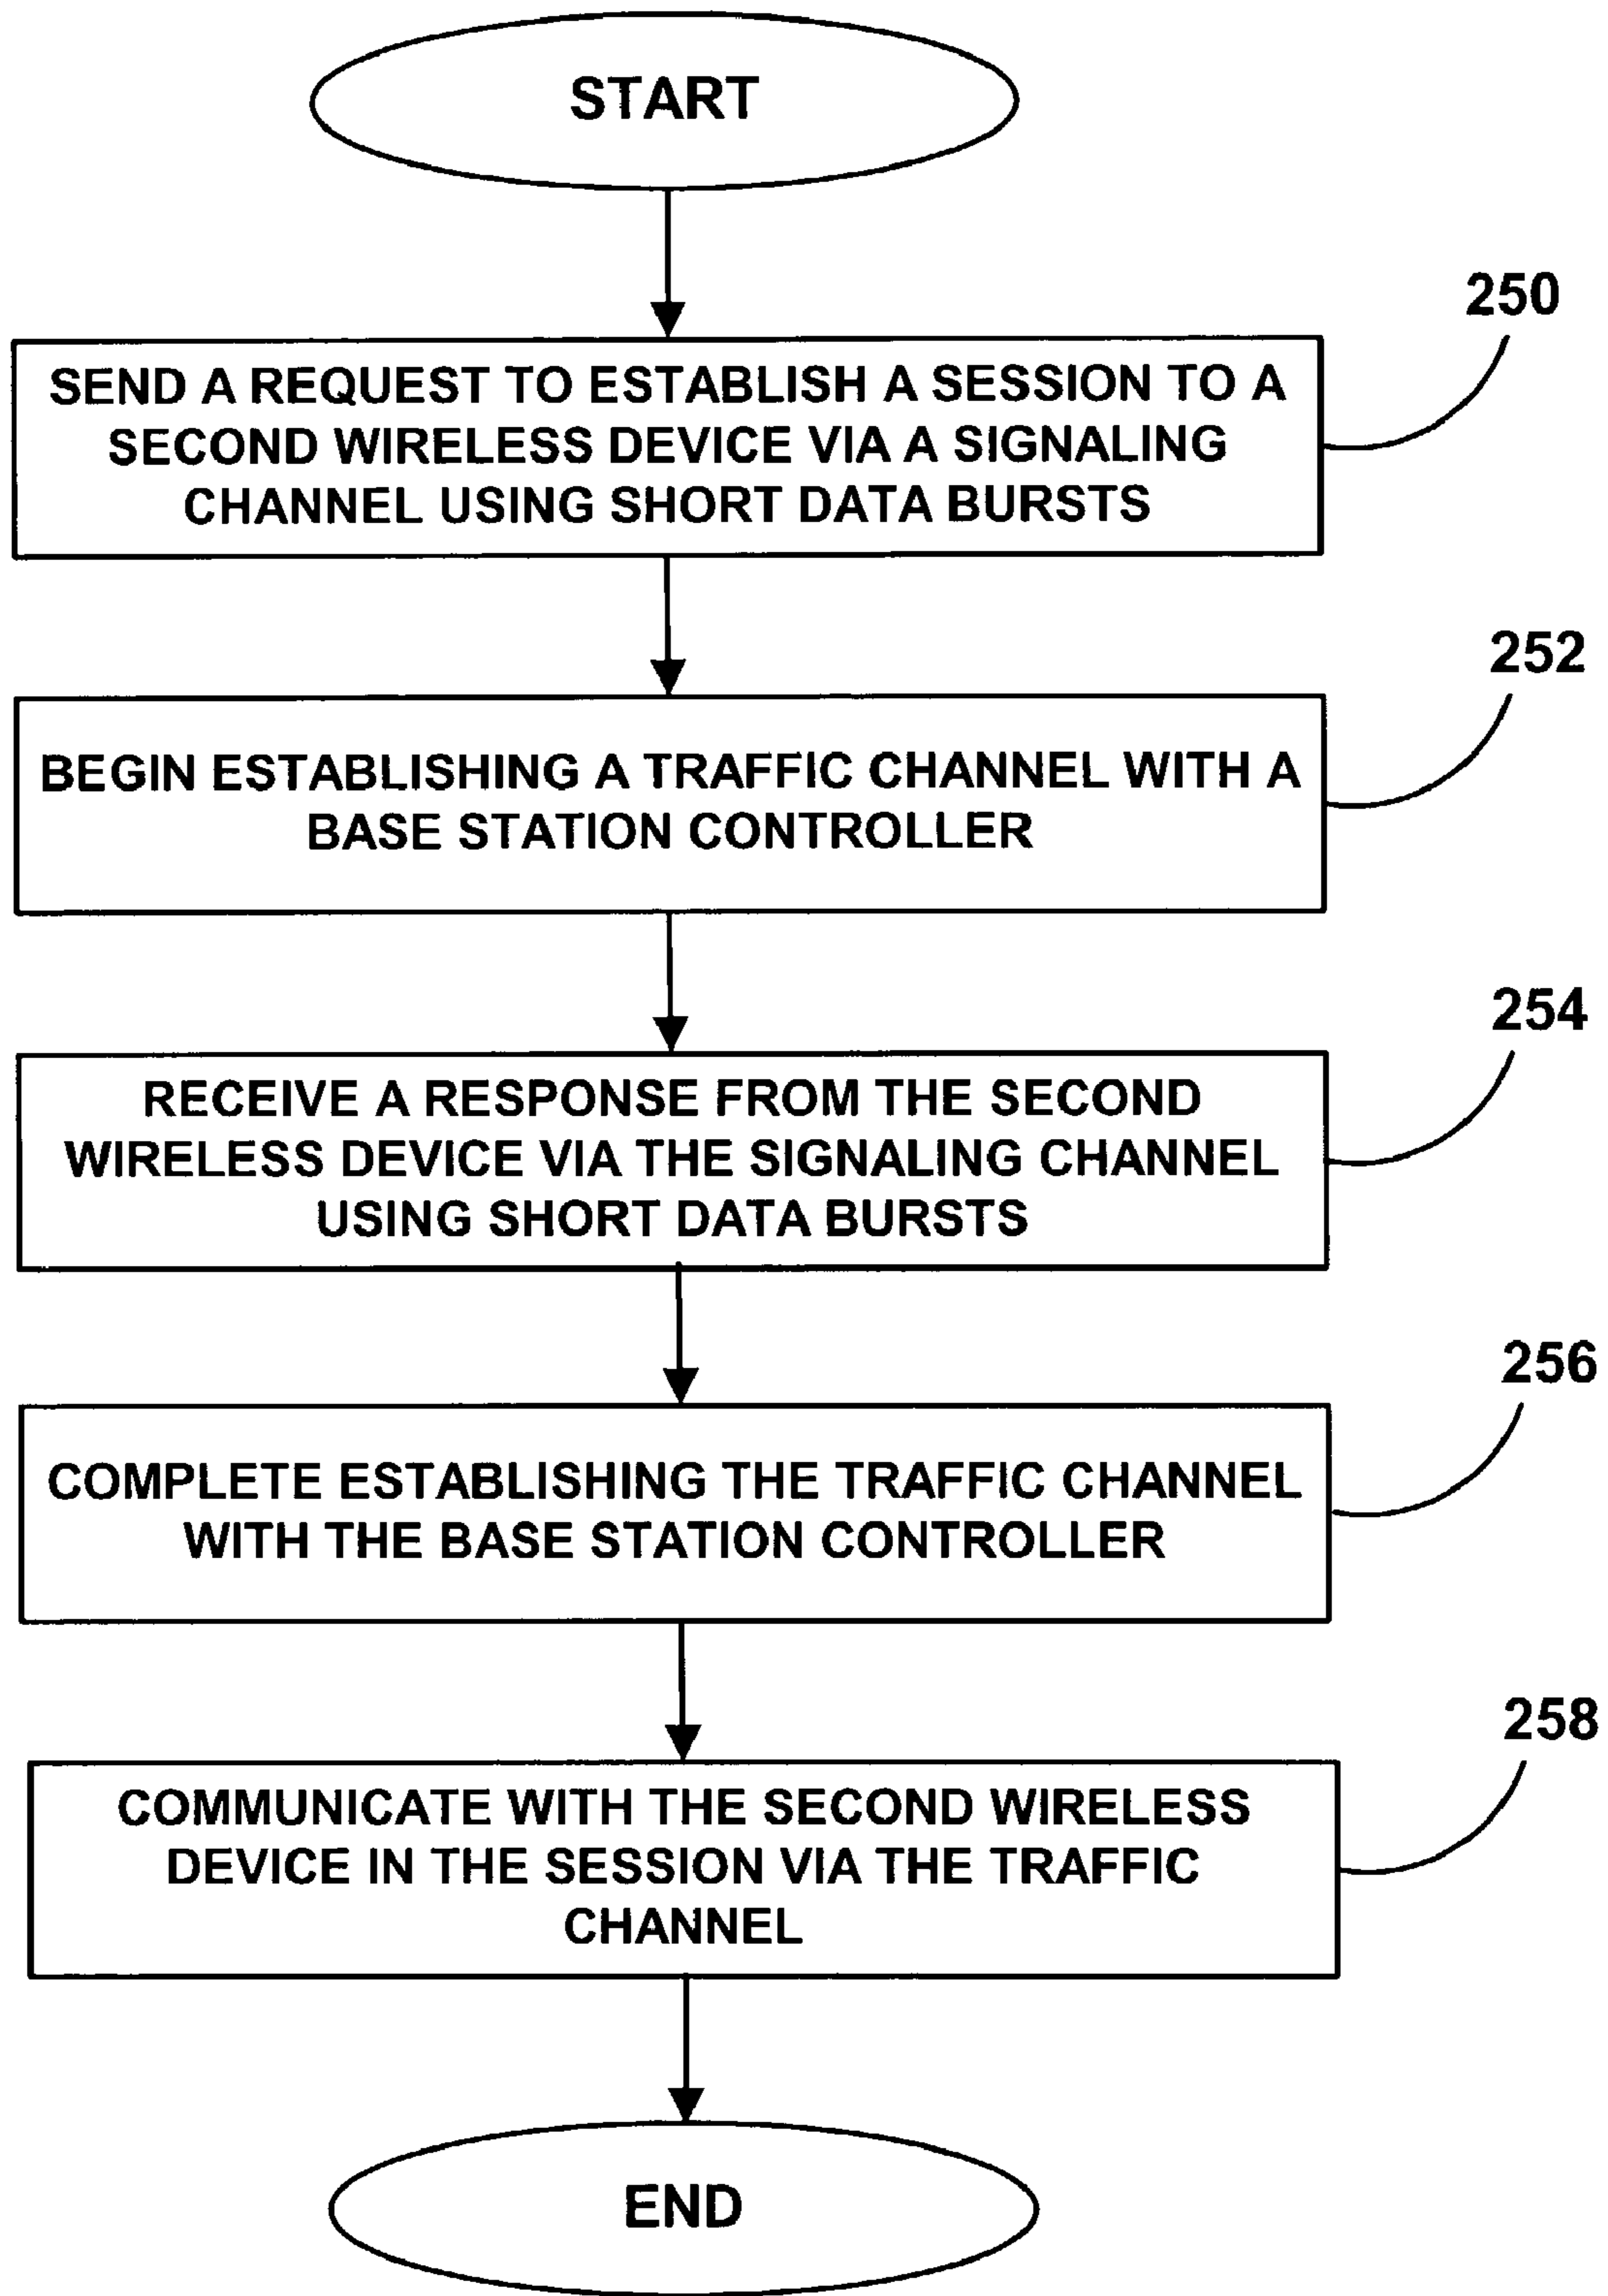 START
250
SEND A REQUEST TO ESTABLISH A SESSION TO A
SECOND WIRELESS DEVICE VIA A SIGNALING
CHANNEL USING SHORT DATA BURSTS
252
BEGIN ESTABLISHING A TRAFFIC CHANNEL WITH A
BASE STATION CONTROLLER
254
RECEIVE A RESPONSE FROM THE SECOND
WIRELESS DEVICE VIA THE SIGNALING CHANNEL
USING SHORT DATA BURSTS
256
COMPLETE ESTABLISHING THE TRAFFIC CHANNEL
WITH THE BASE STATION CONTROLLER
258
COMMUNICATE WITH THE SECOND WIRELESS
DEVICE IN THE SESSION VIA THE TRAFFIC
CHANNEL
END